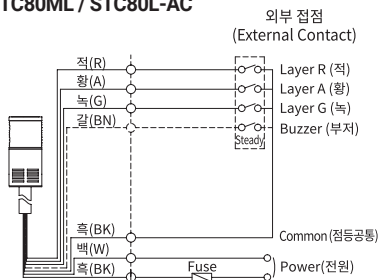 TC80ML / STC80L-AC
외부 접점
(External Contact)
적(R)
황(A)
녹(G)
갈(BN)
Layer R (적)
Layer A (황)
Layer G (녹)
Buzzer (부저)
Steady
흑(BK)
백(W)
흑(BK)
Common (점등공통)
Fuse
Power(전원)